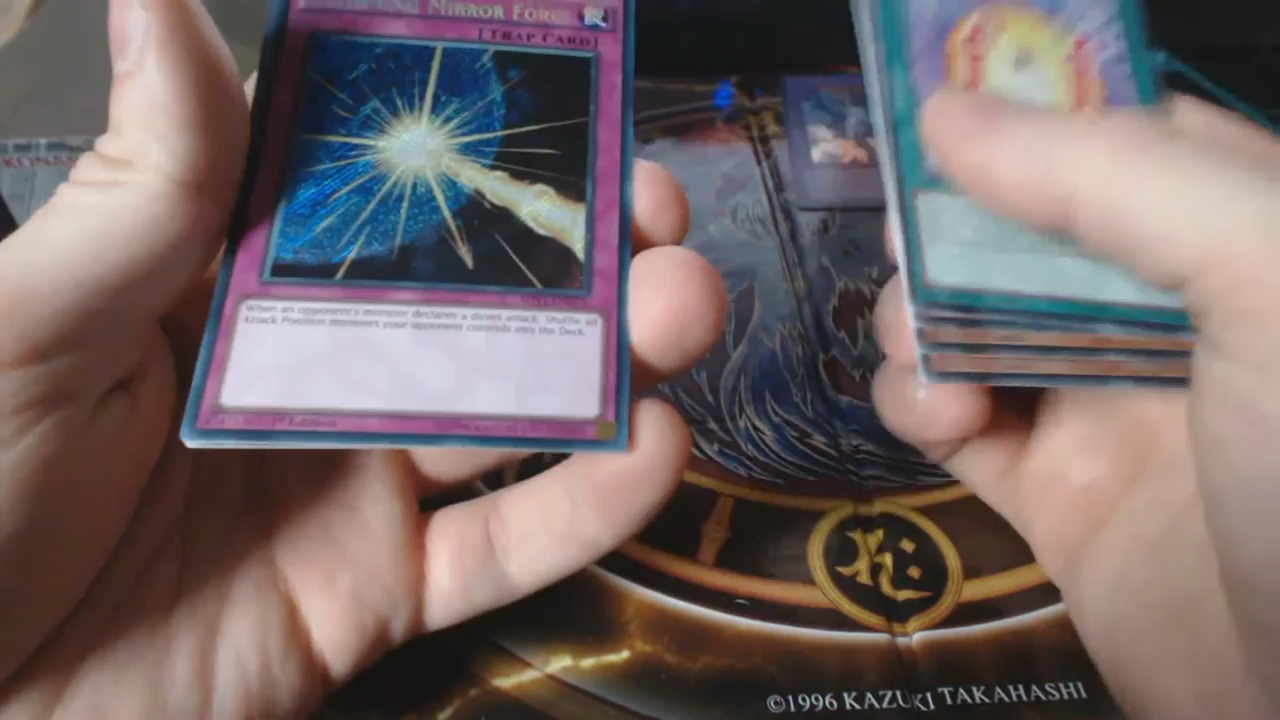 MIRROR FORCE
[TRAP CARD]
KONAMI
When an opponent's monster declares a direct attack: Shuffle all
Attack Position monsters your opponent controls into the Deck.
1st Edition
©1996 KAZUKI TAKAHASHI